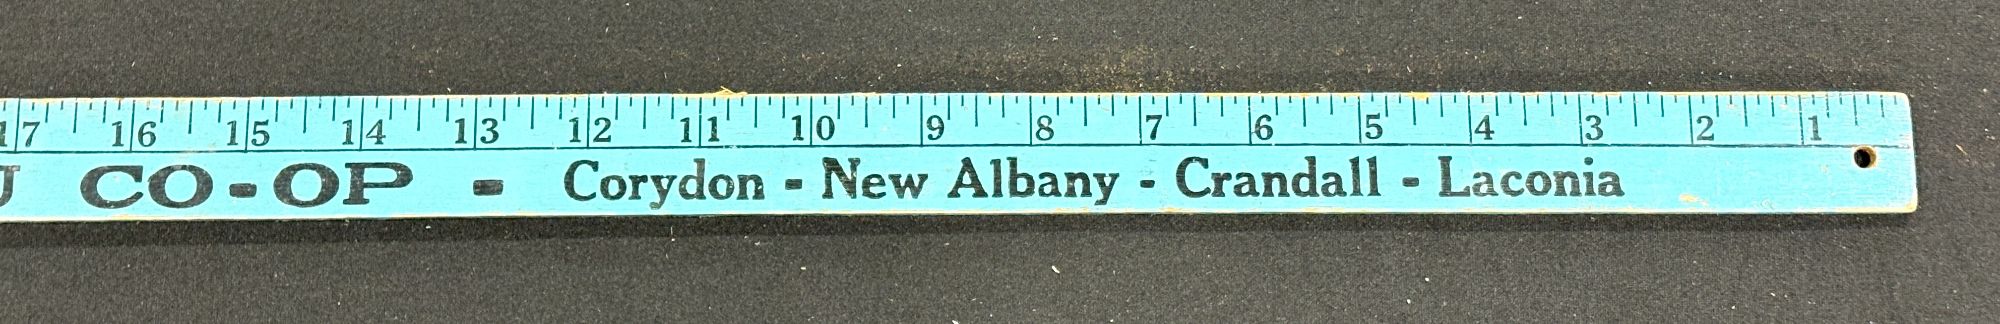 17 16 15 14 13 12 11 10 9 8 7 6 5 4 3 2 1
CO-OP - Corydon - New Albany - Crandall - Laconia